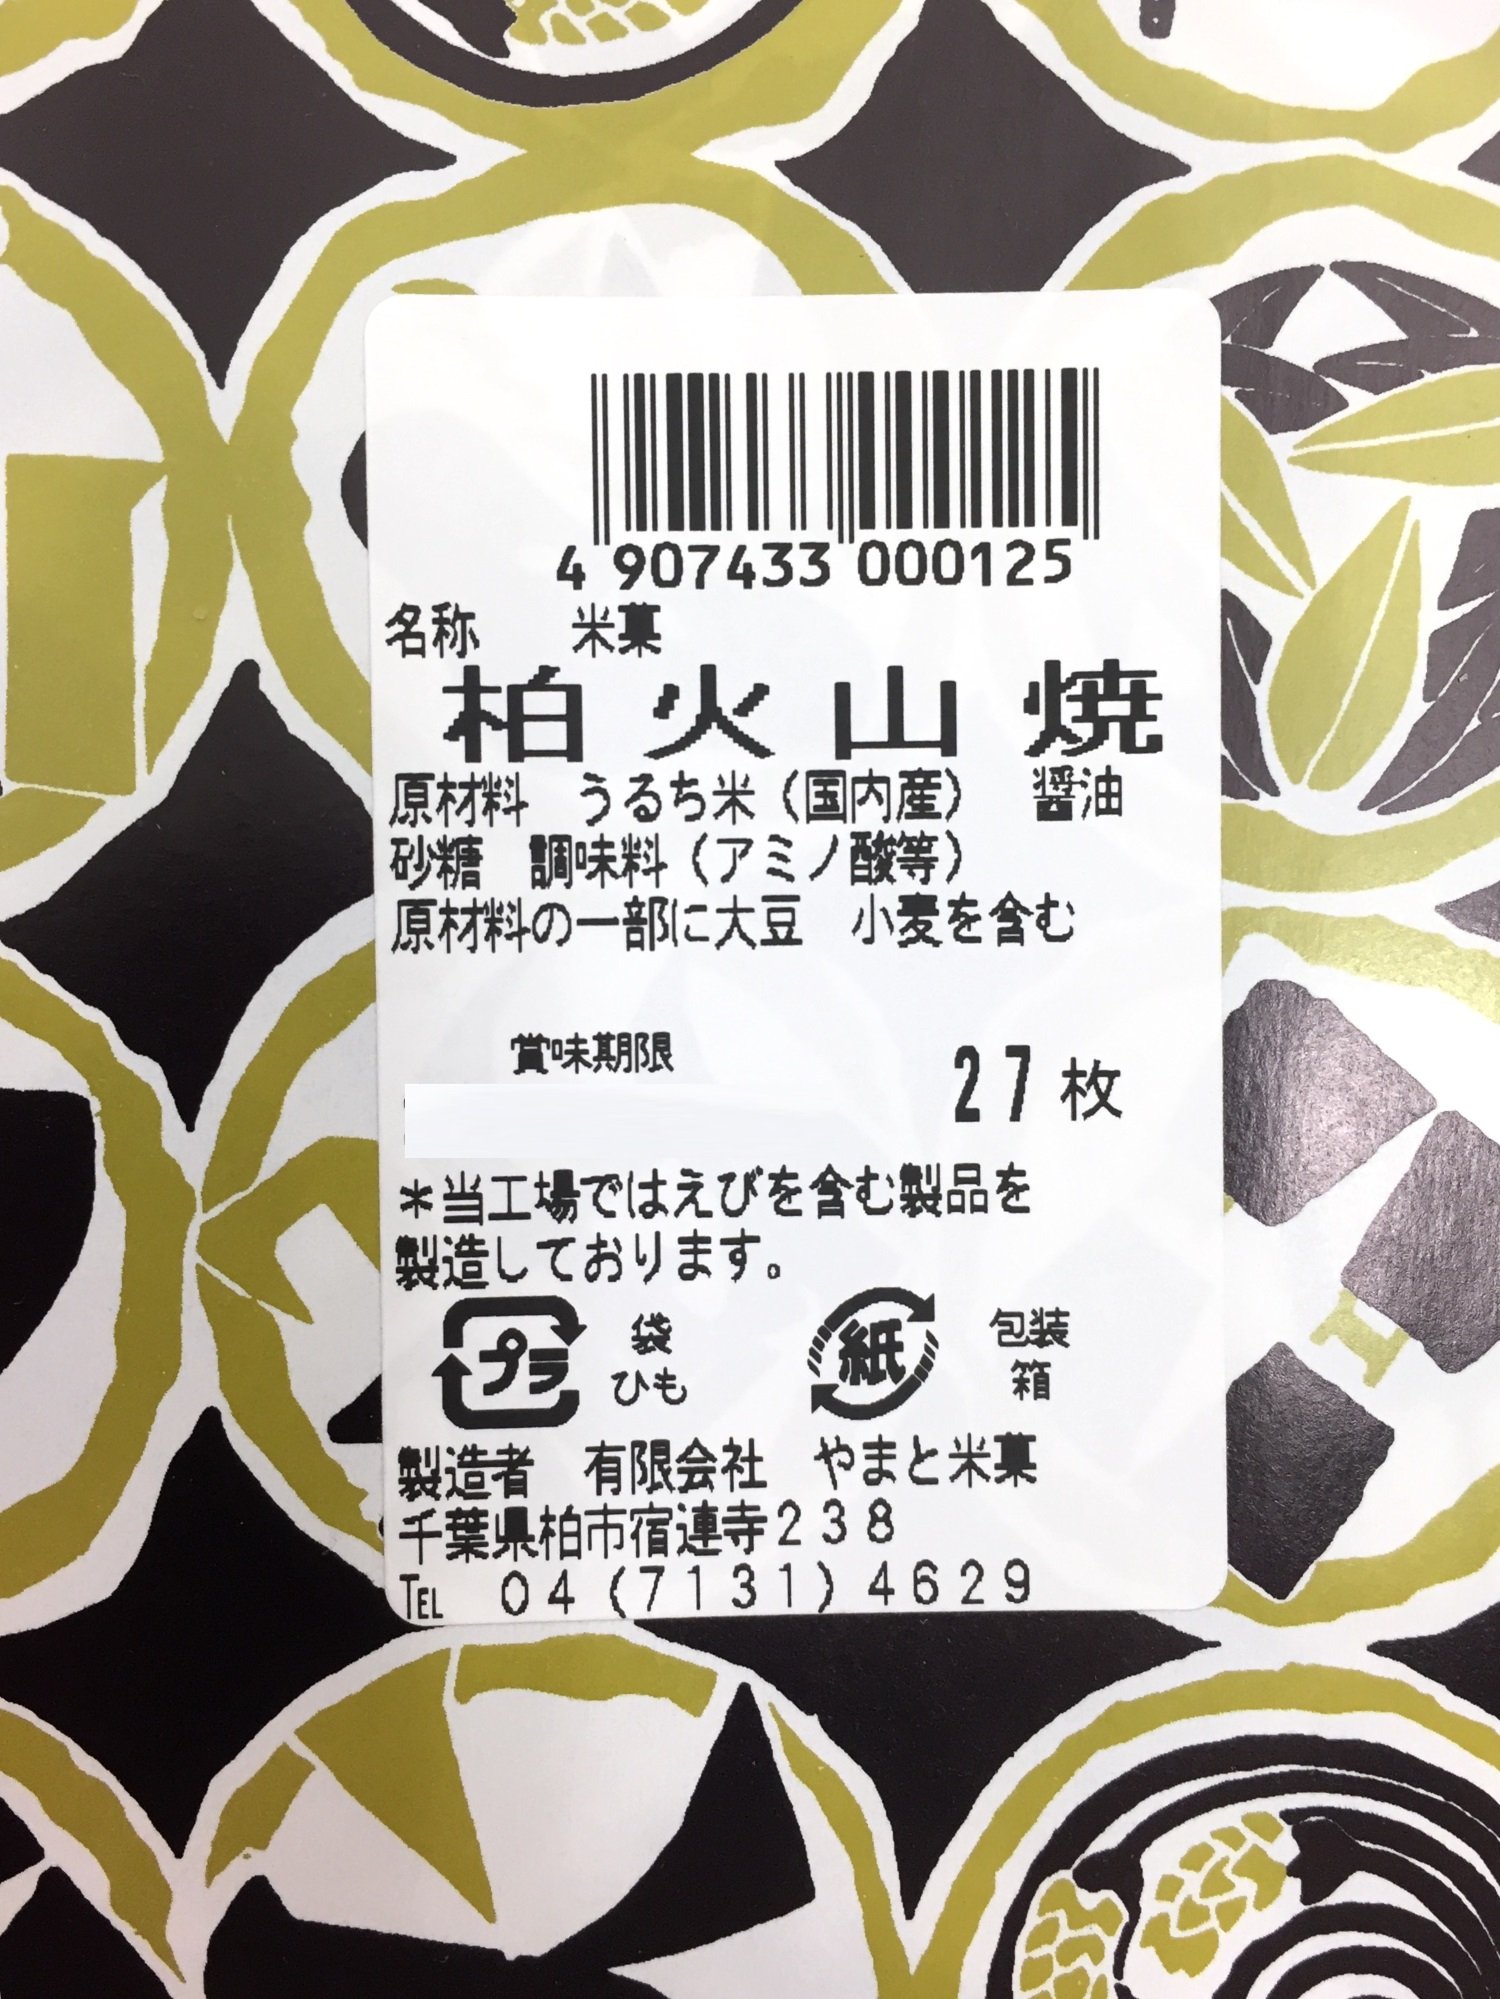 4 907433 000125
名称　米菓
柏火山焼
原材料　うるち米（国内産）　醤油
砂糖　調味料（アミノ酸等）
原材料の一部に大豆　小麦を含む
賞味期限
27枚
＊当工場ではえびを含む製品を
製造しております。
プラ　袋　ひも　紙　包装　箱
製造者　有限会社　やまと米菓
千葉県柏市宿連寺238
TEL　04(7131)4629